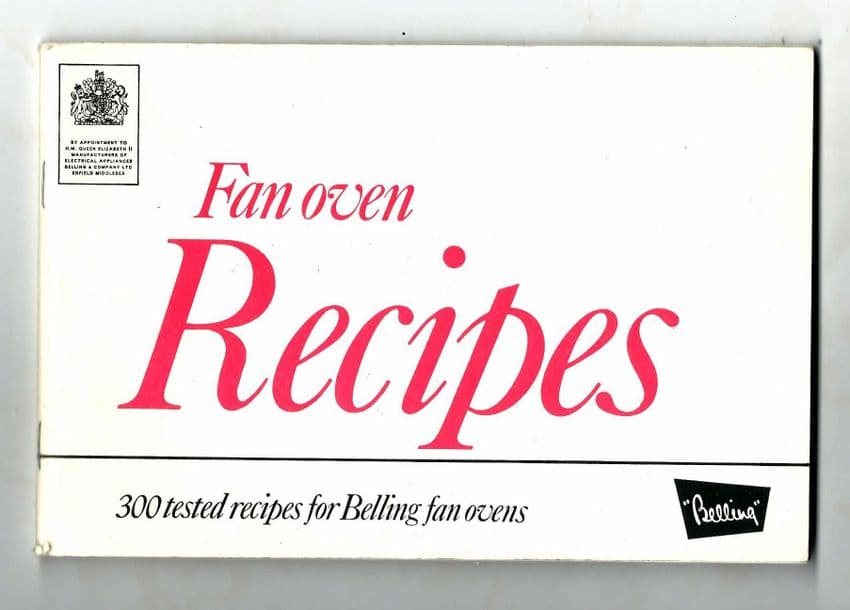 BY APPOINTMENT TO
H.M. QUEEN ELIZABETH II
MANUFACTURERS OF
ELECTRICAL APPLIANCES
BELLING & COMPANY LTD
ENFIELD MIDDLESEX
Fan oven
Recipes
300 tested recipes for Belling fan ovens
"Belling"